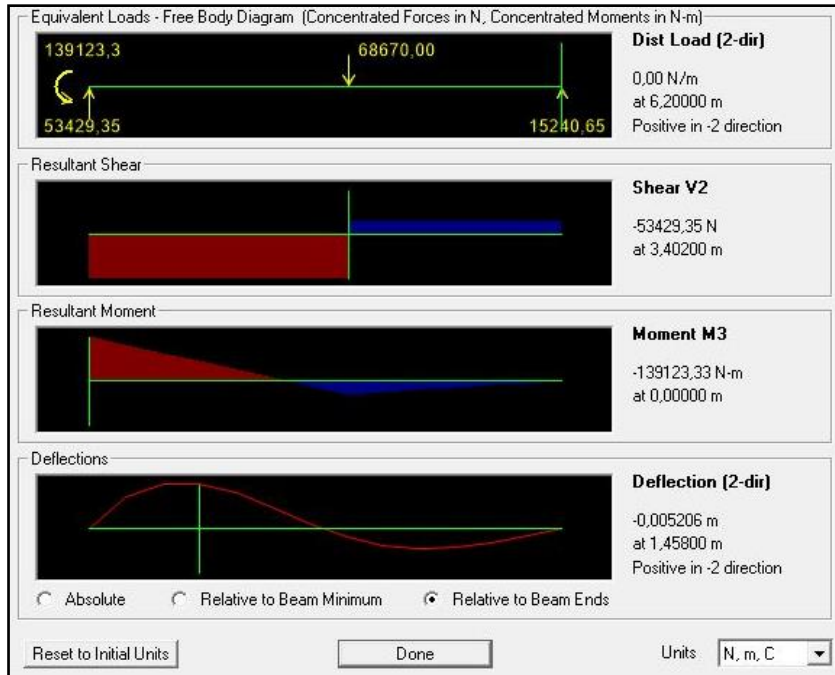 Equivalent Loads - Free Body Diagram (Concentrated Forces in N, Concentrated Moments in N-m)
139123,3
68670,00
53429,35
15240,65
Dist Load (2-dir)
0,00 N/m
at 6,20000 m
Positive in -2 direction
Resultant Shear
Shear V2
-53429,35 N
at 3,40200 m
Resultant Moment
Moment M3
-139123,33 N-m
at 0,00000 m
Deflections
Deflection (2-dir)
-0,005206 m
at 1,45800 m
Positive in -2 direction
Absolute Relative to Beam Minimum Relative to Beam Ends
Reset to Initial Units Done Units N, m, C